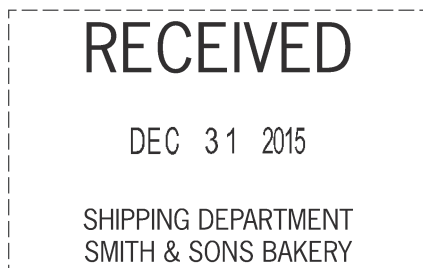 RECEIVED
DEC 31 2015
SHIPPING DEPARTMENT
SMITH & SONS BAKERY